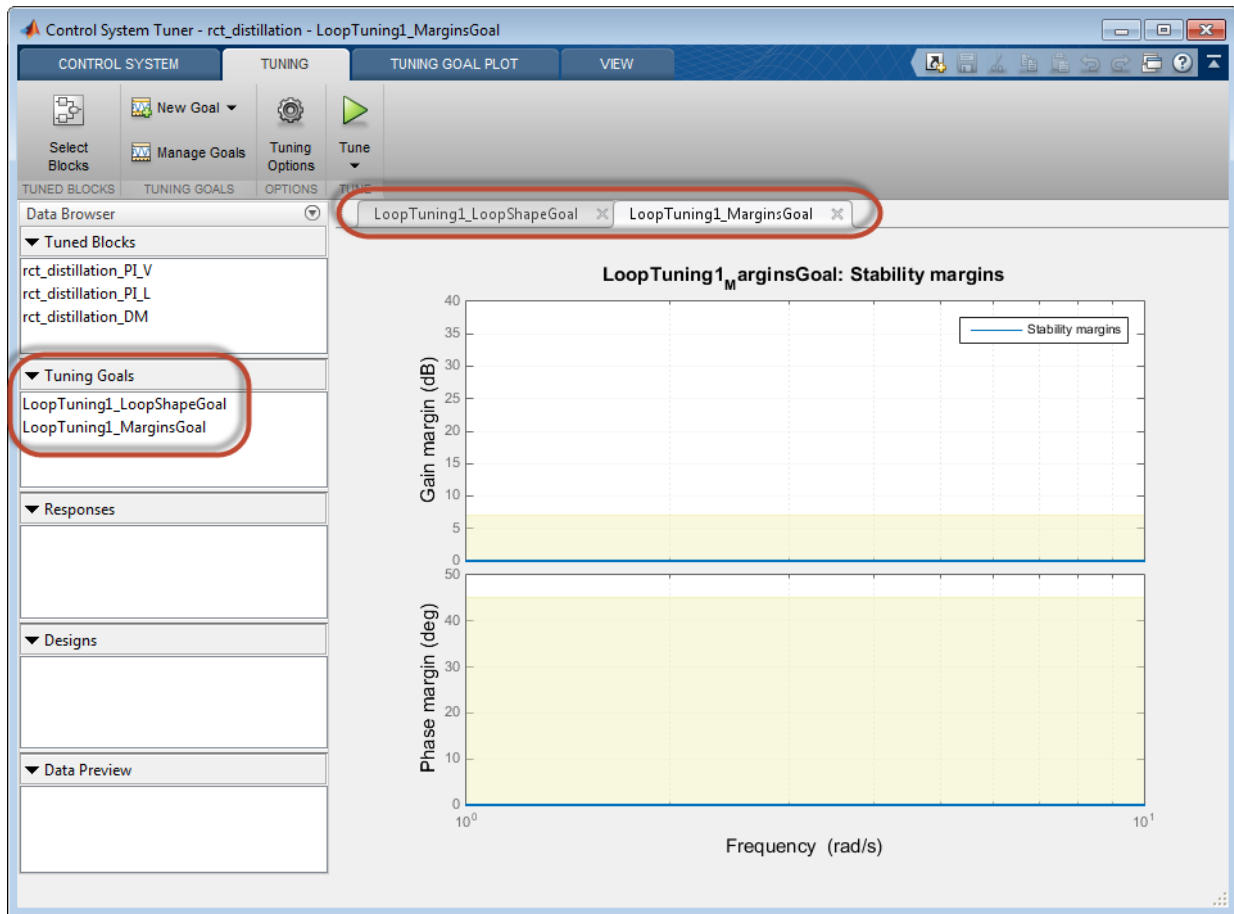 Control System Tuner - rct_distillation - LoopTuning1_MarginsGoal
CONTROL SYSTEM TUNING TUNING GOAL PLOT VIEW
New Goal
Select Blocks
Manage Goals
Tuning Options
Tune
TUNED BLOCKS TUNING GOALS OPTIONS TUNE
Data Browser
LoopTuning1_LoopShapeGoal LoopTuning1_MarginsGoal
Tuned Blocks
rct_distillation_PI_V
rct_distillation_PI_L
rct_distillation_DM
Tuning Goals
LoopTuning1_LoopShapeGoal
LoopTuning1_MarginsGoal
Responses
Designs
Data Preview
LoopTuning1MarginsGoal: Stability margins
Stability margins
Gain margin (dB)
40
35
30
25
20
15
10
5
0
Phase margin (deg)
50
40
30
20
10
0
10^0 10^1
Frequency (rad/s)